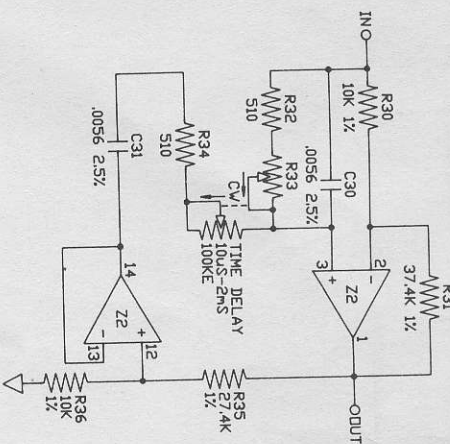 IN
R30
10K 1%
R31
37.4K 1%
C30
.0056 2.5%
R32
510
R33
CW
2
-
3
+
Z2
1
OUT
TIME DELAY
10uS-2mS
100KE
R34
510
C31
.0056 2.5%
14
Z2
+
12
-
13
R35
27.4K
1%
R36
10K
1%